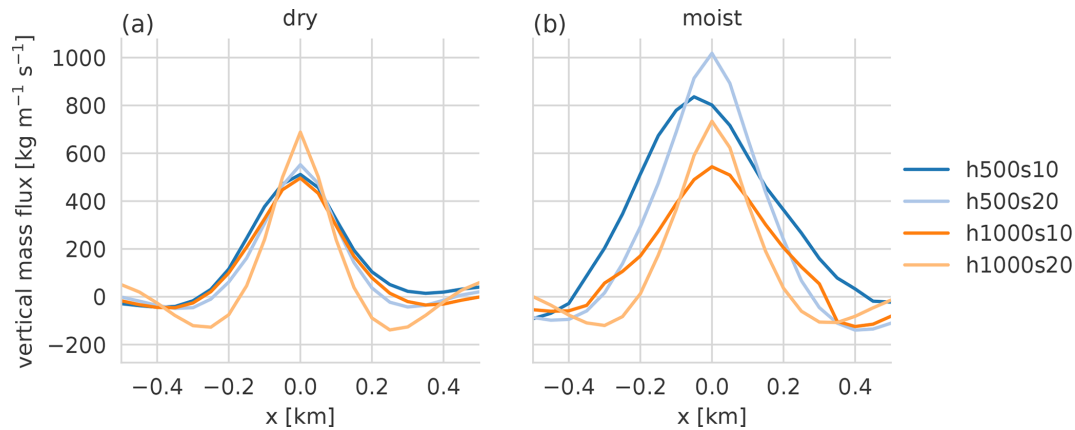 (a) dry (b) moist
vertical mass flux [kg m⁻¹ s⁻¹]
1000
800
600
400
200
0
−200
−0.4 −0.2 0.0 0.2 0.4
x [km]
−0.4 −0.2 0.0 0.2 0.4
x [km]
h500s10
h500s20
h1000s10
h1000s20